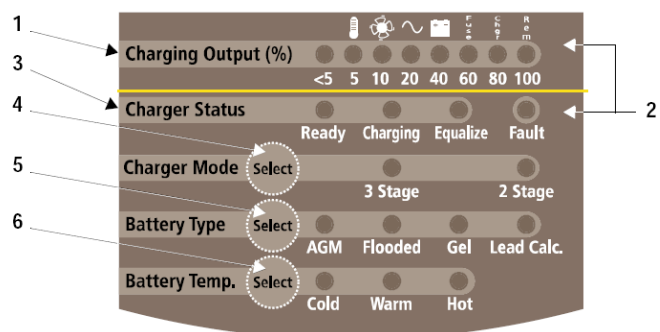 1
Fuse Chgr Rem
Charging Output (%)
<5 5 10 20 40 60 80 100
3
2
Charger Status
Ready Charging Equalize Fault
4
Charger Mode Select
3 Stage 2 Stage
5
Battery Type Select
AGM Flooded Gel Lead Calc.
6
Battery Temp. Select
Cold Warm Hot